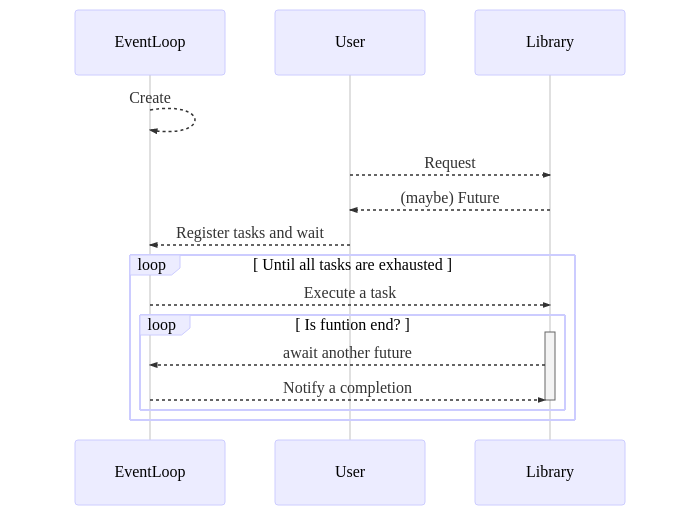 EventLoop User Library
Create
Request
(maybe) Future
Register tasks and wait
loop [ Until all tasks are exhausted ]
Execute a task
loop [ Is funtion end? ]
await another future
Notify a completion
EventLoop User Library